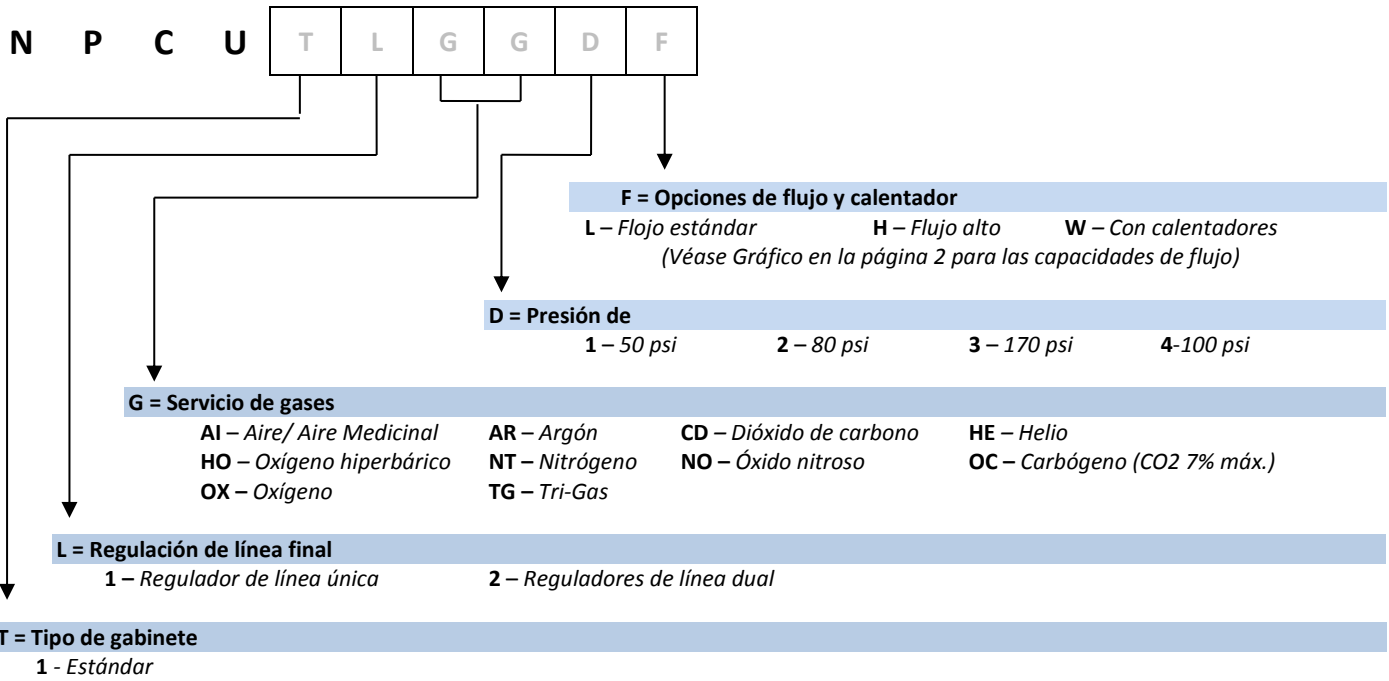 N P C U T L G G D F
F = Opciones de flujo y calentador
L – Flojo estándar H – Flujo alto W – Con calentadores
(Véase Gráfico en la página 2 para las capacidades de flujo)
D = Presión de
1 – 50 psi 2 – 80 psi 3 – 170 psi 4-100 psi
G = Servicio de gases
AI – Aire/ Aire Medicinal AR – Argón CD – Dióxido de carbono HE – Helio
HO – Oxígeno hiperbárico NT – Nitrógeno NO – Óxido nitroso OC – Carbógeno (CO2 7% máx.)
OX – Oxígeno TG – Tri-Gas
L = Regulación de línea final
1 – Regulador de línea única 2 – Reguladores de línea dual
T = Tipo de gabinete
1 - Estándar